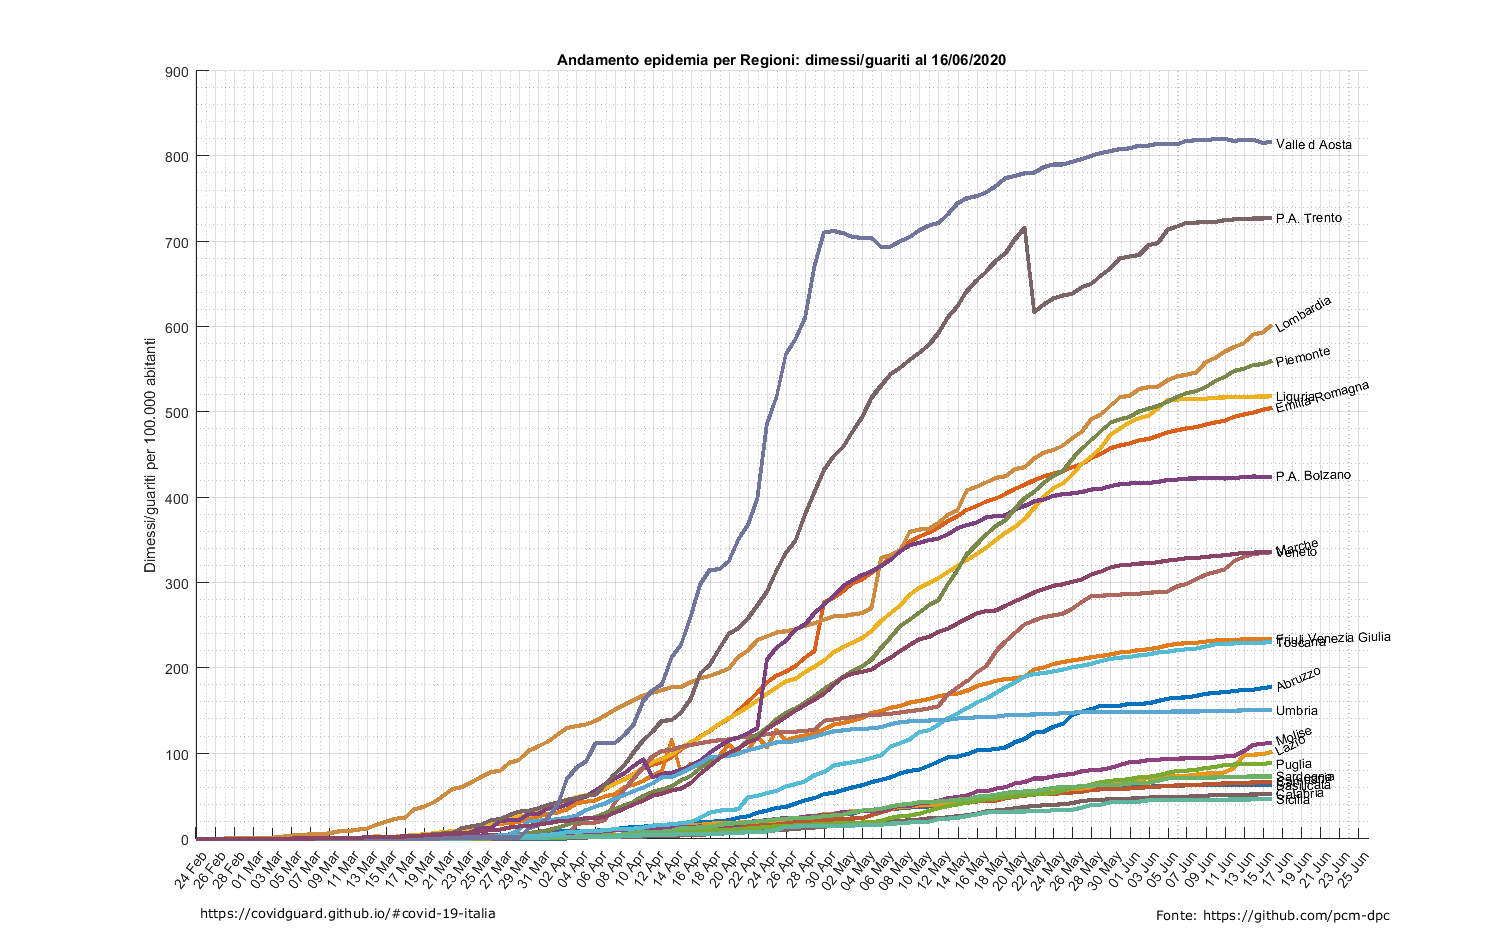 Andamento epidemia per Regioni: dimessi/guariti al 16/06/2020
Dimessi/guariti per 100.000 abitanti
900
800
700
600
500
400
300
200
100
0
Valle d Aosta
P.A. Trento
Lombardia
Piemonte
Liguria
Emilia-Romagna
P.A. Bolzano
Marche
Veneto
Friuli Venezia Giulia
Toscana
Abruzzo
Umbria
Molise
Lazio
Puglia
Sardegna
Basilicata
Calabria
Sicilia
24 Feb
26 Feb
28 Feb
01 Mar
03 Mar
05 Mar
07 Mar
09 Mar
11 Mar
13 Mar
15 Mar
17 Mar
19 Mar
21 Mar
23 Mar
25 Mar
27 Mar
29 Mar
31 Mar
02 Apr
04 Apr
06 Apr
08 Apr
10 Apr
12 Apr
14 Apr
16 Apr
18 Apr
20 Apr
22 Apr
24 Apr
26 Apr
28 Apr
30 Apr
02 May
04 May
06 May
08 May
10 May
12 May
14 May
16 May
18 May
20 May
22 May
24 May
26 May
28 May
30 May
01 Jun
03 Jun
05 Jun
07 Jun
09 Jun
11 Jun
13 Jun
15 Jun
17 Jun
19 Jun
21 Jun
23 Jun
25 Jun
https://covidguard.github.io/#covid-19-italia
Fonte: https://github.com/pcm-dpc